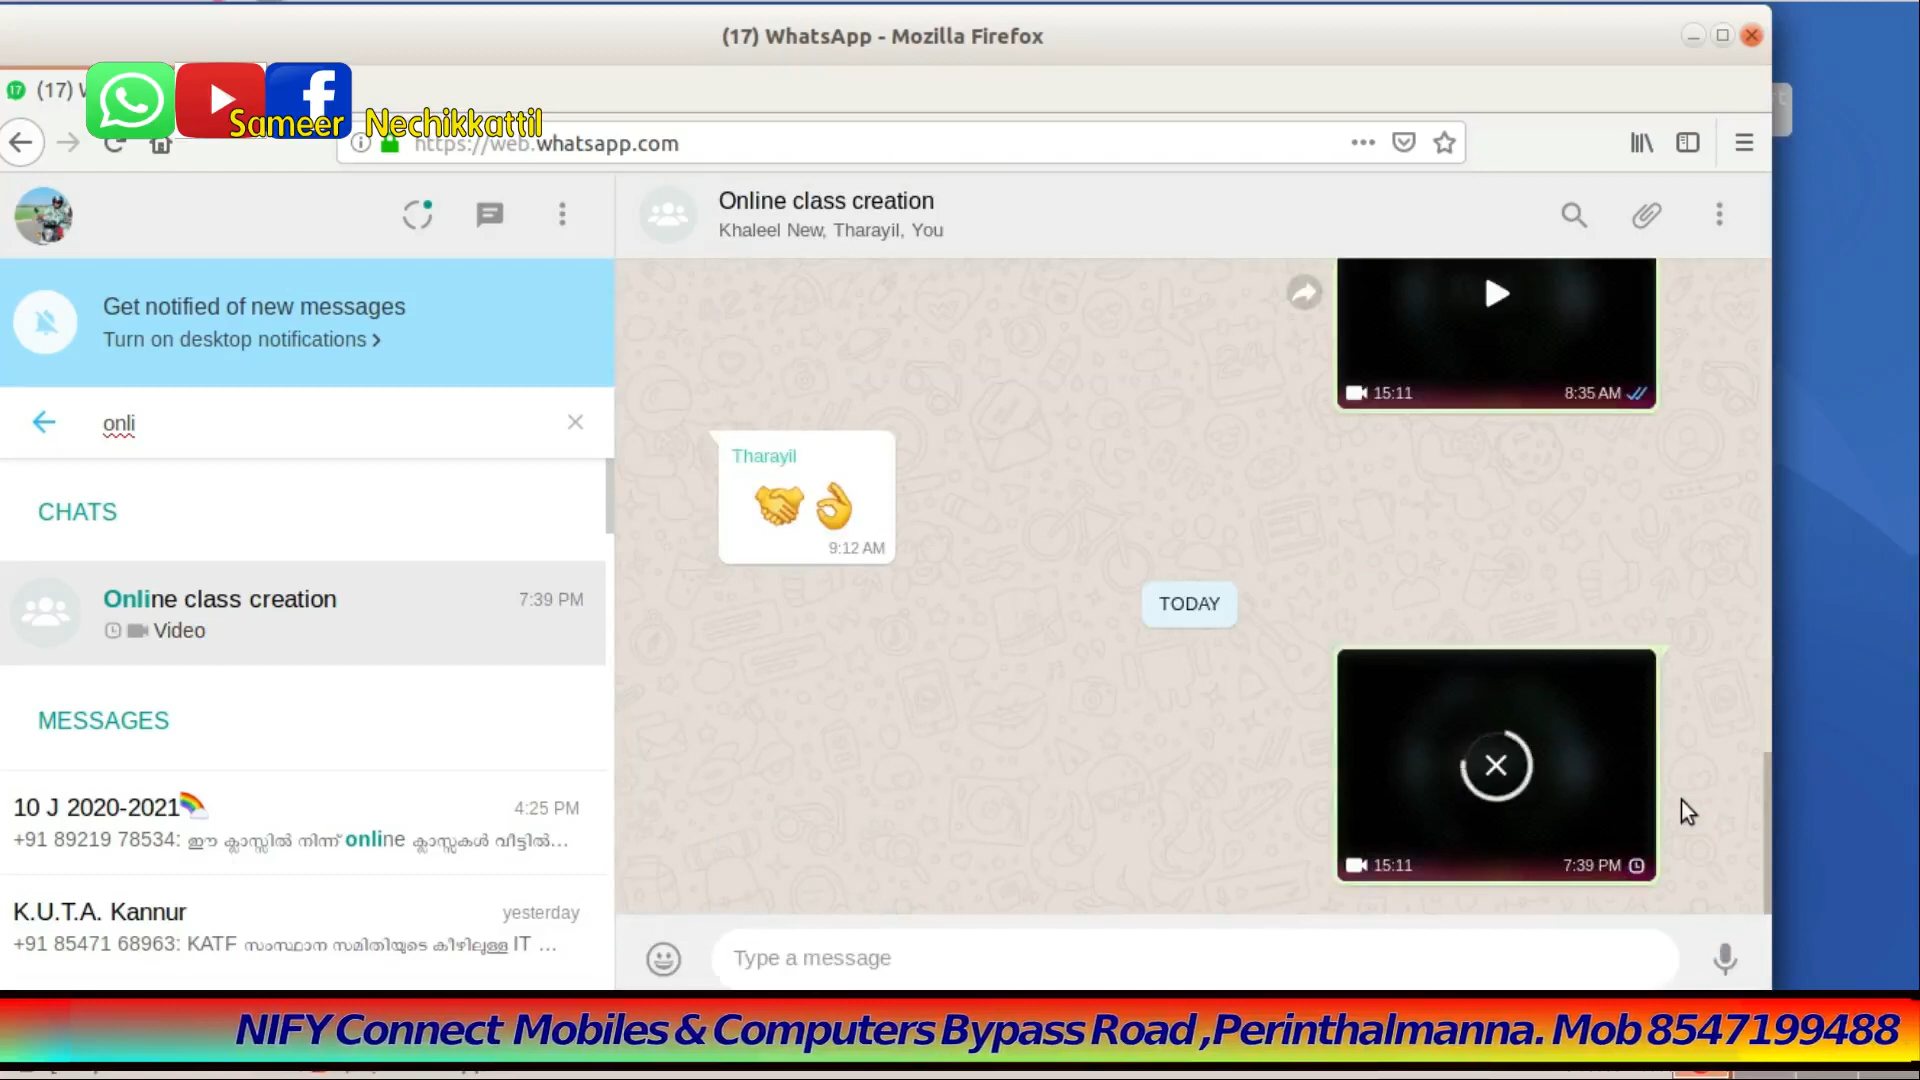 (17) WhatsApp - Mozilla Firefox
(17) W
Sameer Nechikkattil
https://web.whatsapp.com
Online class creation
Khaleel New, Tharayil, You
Get notified of new messages
Turn on desktop notifications >
onli
CHATS
Online class creation 7:39 PM
Video
MESSAGES
10 J 2020-2021 4:25 PM
+91 89219 78534: ഈ ക്ലാസ്സിൽ നിന്ന് online ക്ലാസ്സുകൾ വീട്ടിൽ...
K.U.T.A. Kannur yesterday
+91 85471 68963: KATF സംസ്ഥാന സമിതിയുടെ കീഴിലുള്ള IT ...
15:11 8:35 AM
Tharayil
9:12 AM
TODAY
15:11 7:39 PM
Type a message
NIFY Connect Mobiles & Computers Bypass Road ,Perinthalmanna. Mob 8547199488